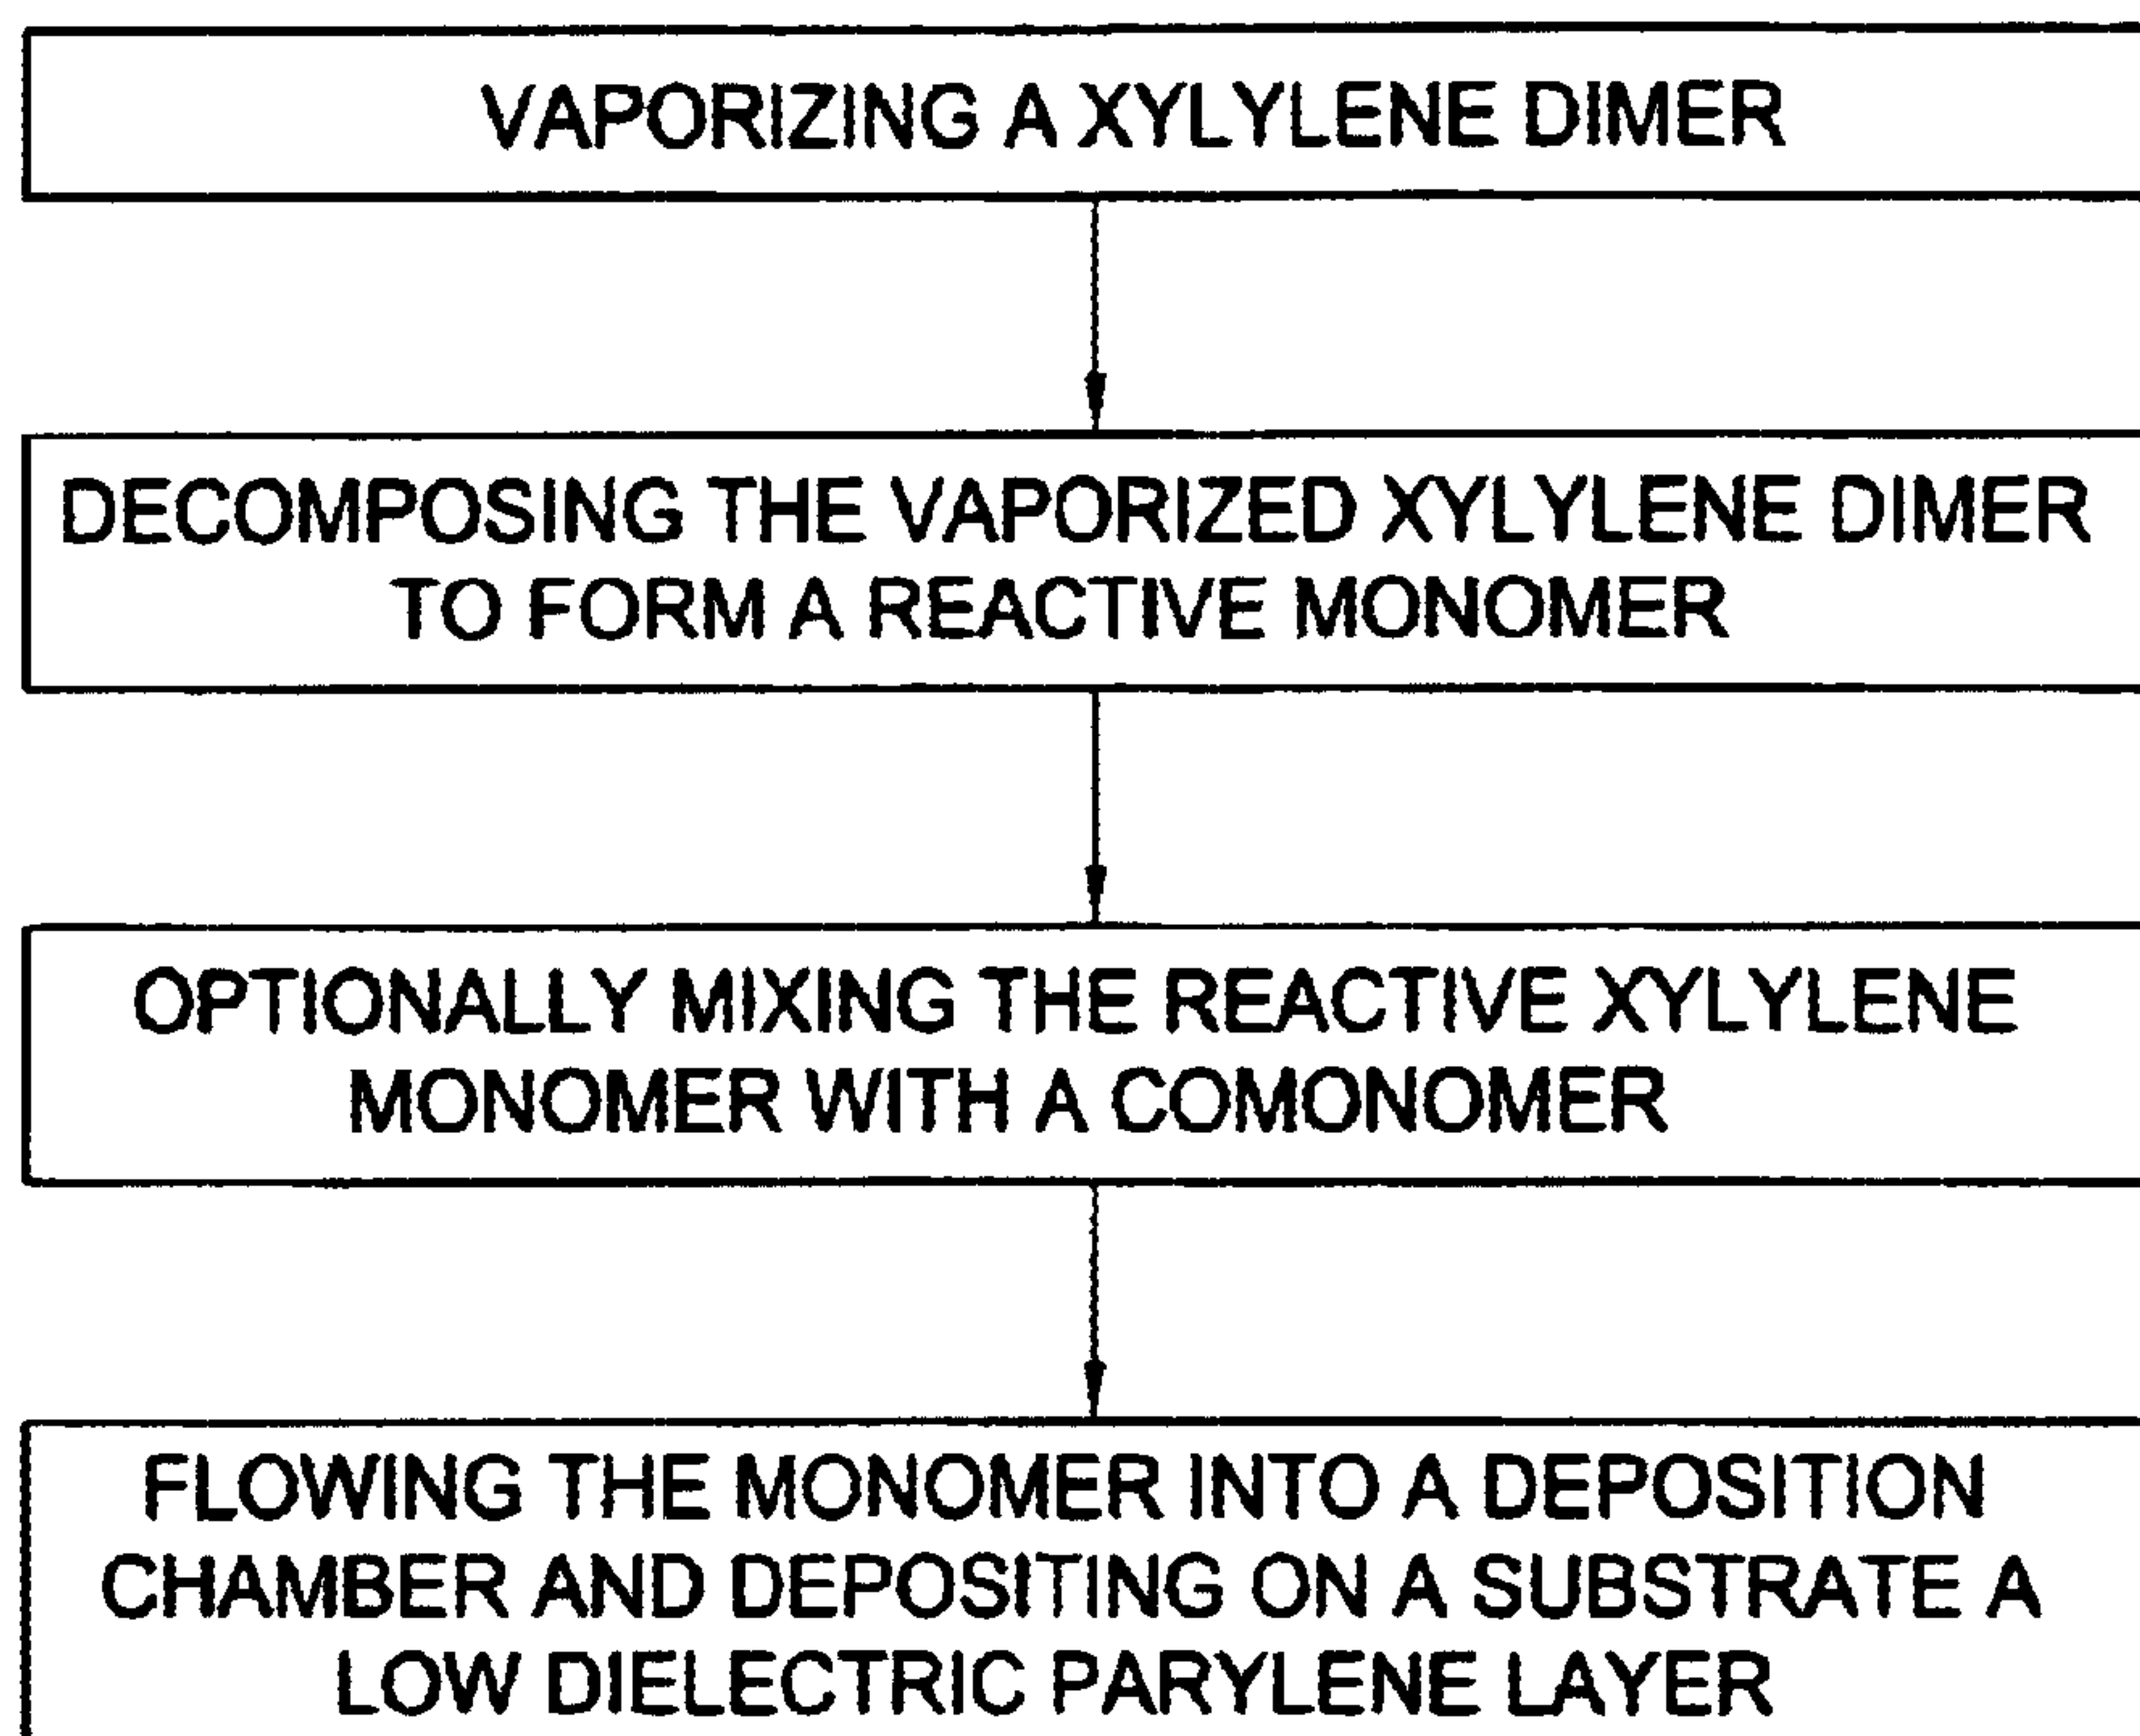 VAPORIZING A XYLYLENE DIMER
DECOMPOSING THE VAPORIZED XYLYLENE DIMER
TO FORM A REACTIVE MONOMER
OPTIONALLY MIXING THE REACTIVE XYLYLENE
MONOMER WITH A COMONOMER
FLOWING THE MONOMER INTO A DEPOSITION
CHAMBER AND DEPOSITING ON A SUBSTRATE A
LOW DIELECTRIC PARYLENE LAYER